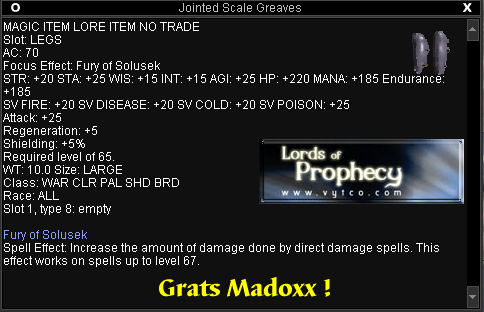 Jointed Scale Greaves
MAGIC ITEM LORE ITEM NO TRADE
Slot: LEGS
AC: 70
Focus Effect: Fury of Solusek
STR: +20 STA: +25 WIS: +15 INT: +15 AGI: +25 HP: +220 MANA: +185 Endurance:
+185
SV FIRE: +20 SV DISEASE: +20 SV COLD: +20 SV POISON: +25
Attack: +25
Regeneration: +5
Shielding: +5%
Required level of 65.
WT: 10.0 Size: LARGE
Class: WAR CLR PAL SHD BRD
Race: ALL
Slot 1, type 8: empty
Lords of
Prophecy
www.vytco.com
Fury of Solusek
Spell Effect: Increase the amount of damage done by direct damage spells. This
effect works on spells up to level 67.
Grats Madoxx !